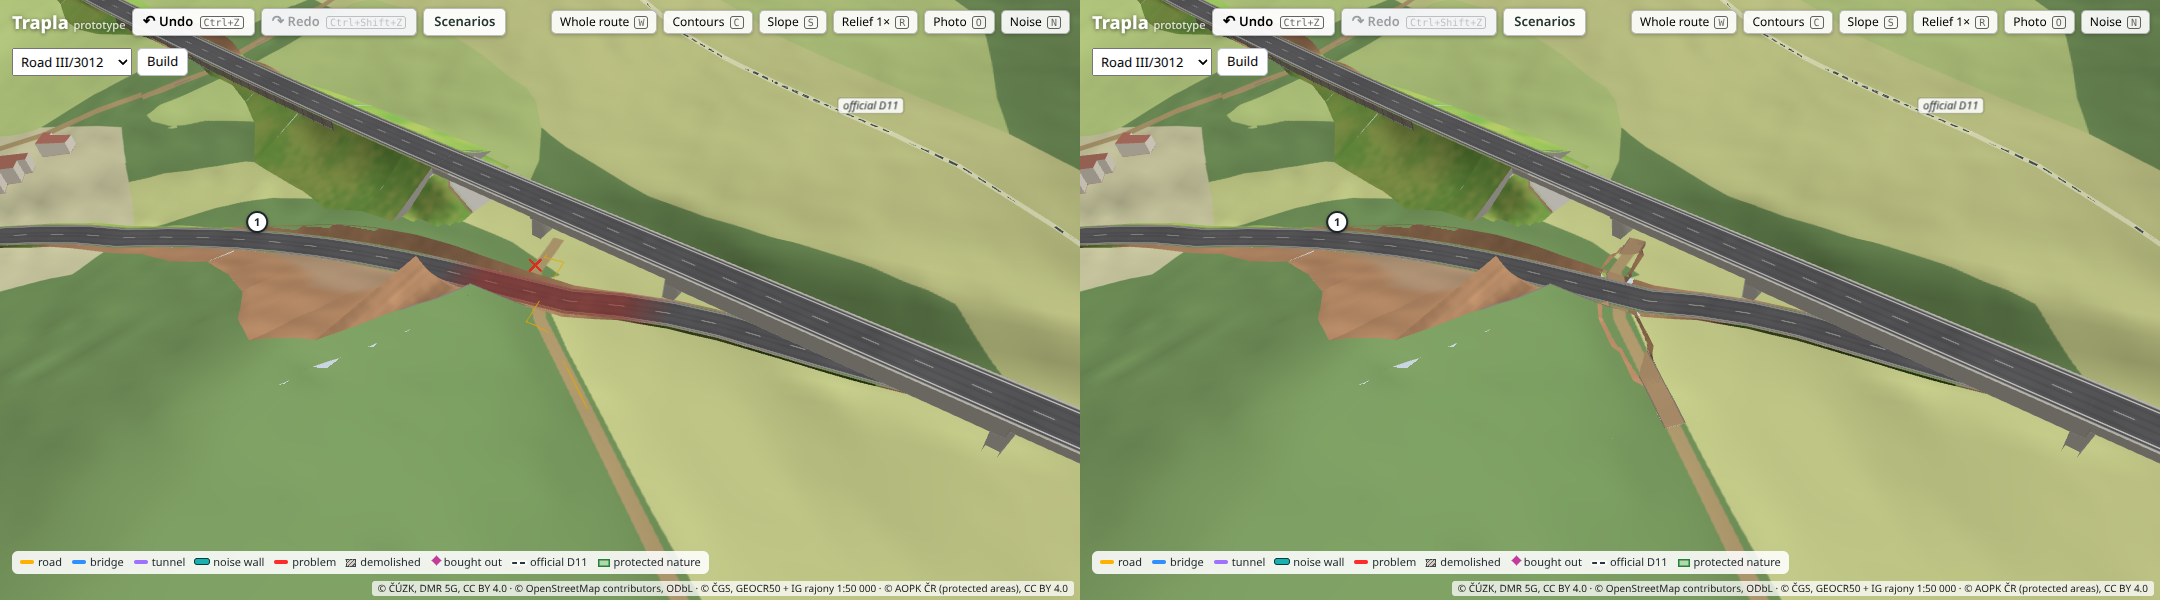 Trapla prototype
↶ Undo Ctrl+Z
↷ Redo Ctrl+Shift+Z
Scenarios
Whole route W
Contours C
Slope S
Relief 1× R
Photo O
Noise N
Road III/3012
Build
official D11
1
road
bridge
tunnel
noise wall
problem
demolished
bought out
official D11
protected nature
© ČÚZK, DMR 5G, CC BY 4.0 · © OpenStreetMap contributors, ODbL · © ČGS, GEOCR50 + IG rajony 1:50 000 · © AOPK ČR (protected areas), CC BY 4.0
Trapla prototype
↶ Undo Ctrl+Z
↷ Redo Ctrl+Shift+Z
Scenarios
Whole route W
Contours C
Slope S
Relief 1× R
Photo O
Noise N
Road III/3012
Build
official D11
1
road
bridge
tunnel
noise wall
problem
demolished
bought out
official D11
protected nature
© ČÚZK, DMR 5G, CC BY 4.0 · © OpenStreetMap contributors, ODbL · © ČGS, GEOCR50 + IG rajony 1:50 000 · © AOPK ČR (protected areas), CC BY 4.0